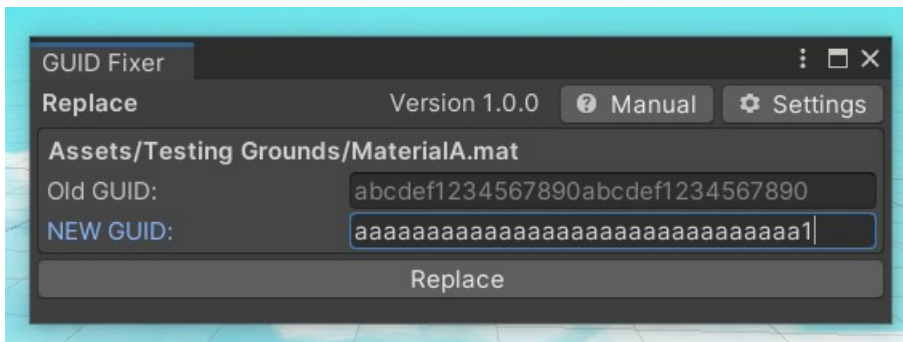 GUID Fixer
Replace Version 1.0.0 Manual Settings
Assets/Testing Grounds/MaterialA.mat
Old GUID: abcdef1234567890abcdef1234567890
NEW GUID: aaaaaaaaaaaaaaaaaaaaaaaaaaaaaaa1
Replace